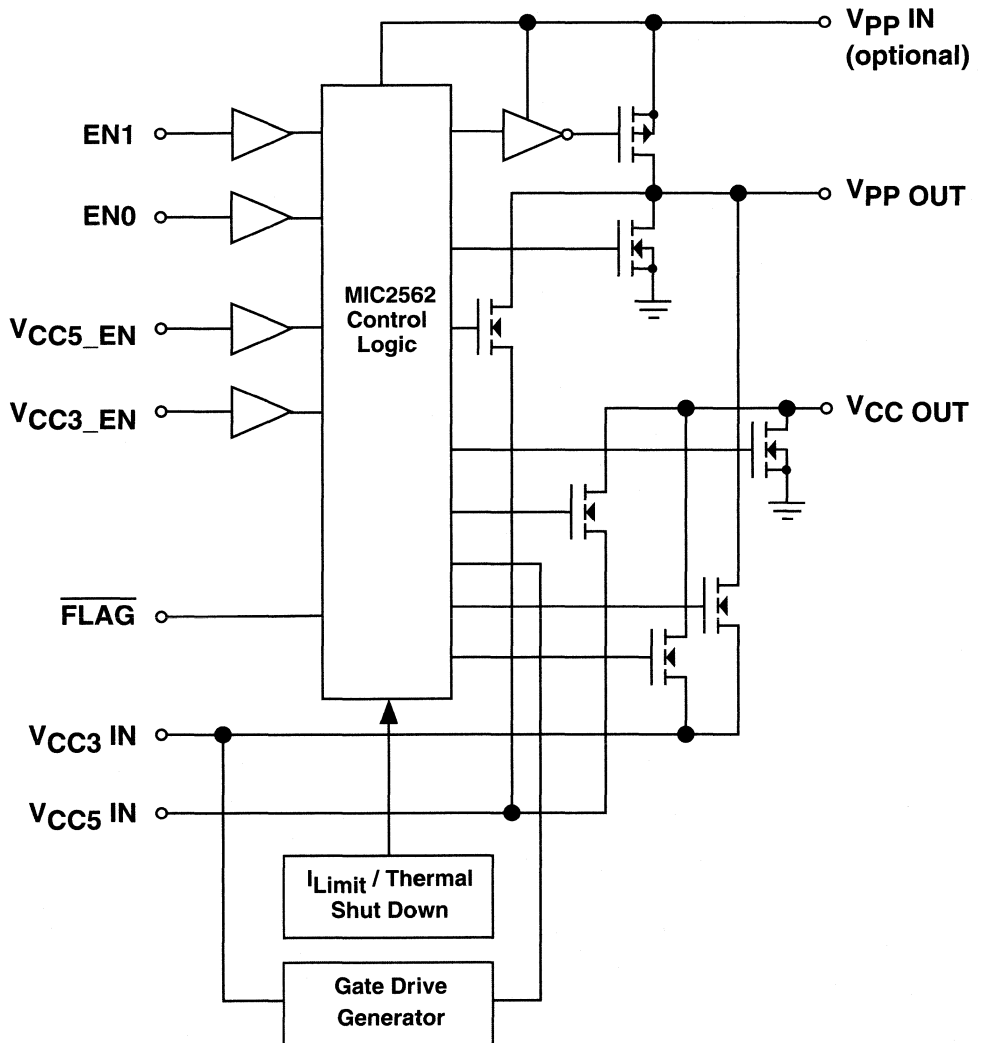 VPP IN
(optional)
EN1
EN0
VPP OUT
MIC2562
Control
Logic
VCC5_EN
VCC3_EN
VCC OUT
FLAG
VCC3 IN
VCC5 IN
ILimit / Thermal
Shut Down
Gate Drive
Generator